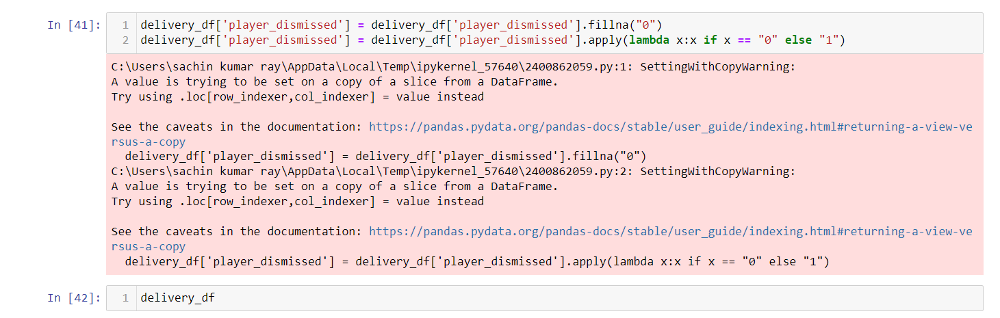 In [41]:
1 delivery_df['player_dismissed'] = delivery_df['player_dismissed'].fillna("0")
2 delivery_df['player_dismissed'] = delivery_df['player_dismissed'].apply(lambda x:x if x == "0" else "1")
C:\Users\sachin kumar ray\AppData\Local\Temp\ipykernel_57640\2400862059.py:1: SettingWithCopyWarning:
A value is trying to be set on a copy of a slice from a DataFrame.
Try using .loc[row_indexer,col_indexer] = value instead
See the caveats in the documentation: https://pandas.pydata.org/pandas-docs/stable/user_guide/indexing.html#returning-a-view-ve
rsus-a-copy
delivery_df['player_dismissed'] = delivery_df['player_dismissed'].fillna("0")
C:\Users\sachin kumar ray\AppData\Local\Temp\ipykernel_57640\2400862059.py:2: SettingWithCopyWarning:
A value is trying to be set on a copy of a slice from a DataFrame.
Try using .loc[row_indexer,col_indexer] = value instead
See the caveats in the documentation: https://pandas.pydata.org/pandas-docs/stable/user_guide/indexing.html#returning-a-view-ve
rsus-a-copy
delivery_df['player_dismissed'] = delivery_df['player_dismissed'].apply(lambda x:x if x == "0" else "1")
In [42]:
1 delivery_df